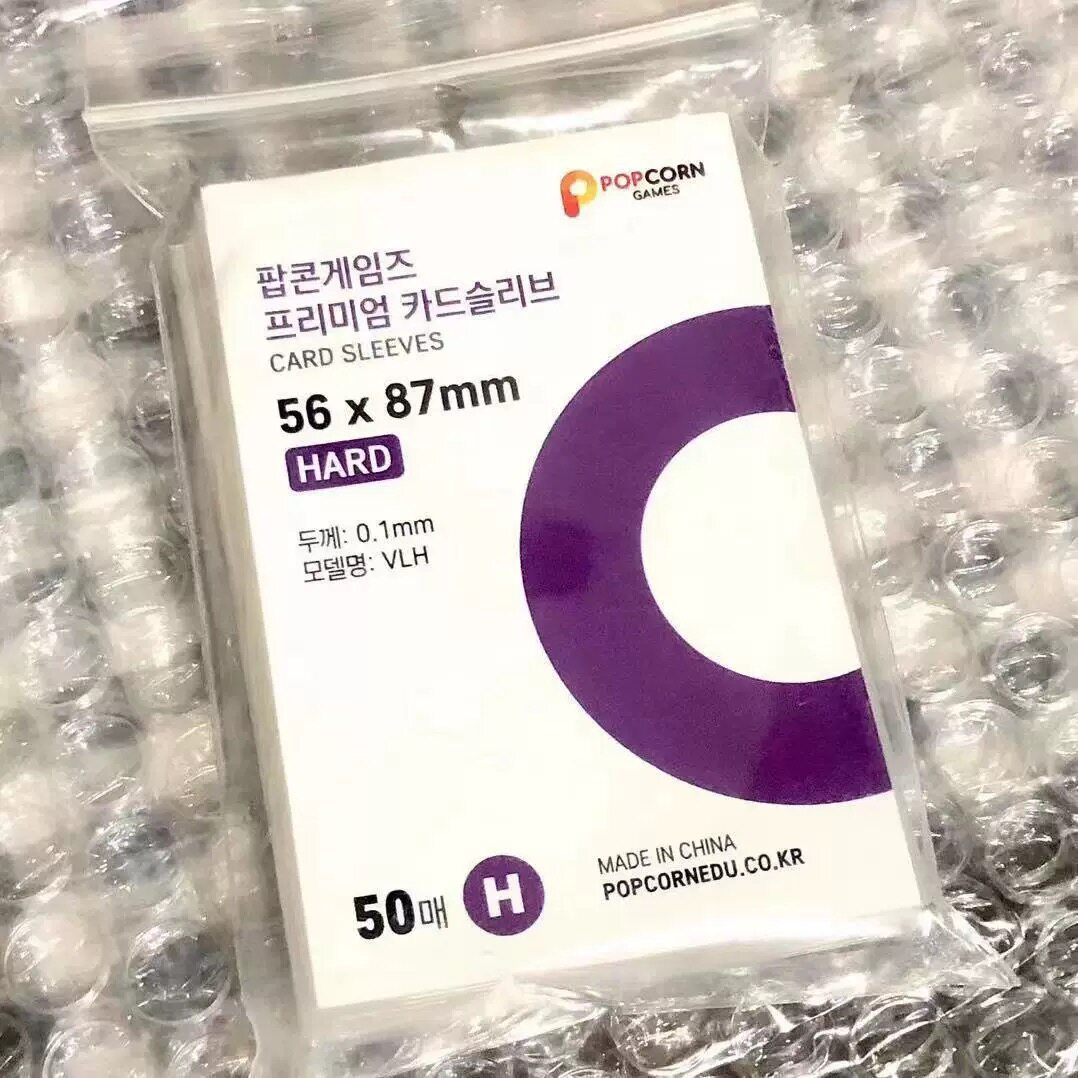 POPCORN
GAMES
팝콘게임즈
프리미엄 카드슬리브
CARD SLEEVES
56 x 87mm
HARD
두께: 0.1mm
모델명: VLH
50매 H
MADE IN CHINA
POPCORNEDU.CO.KR